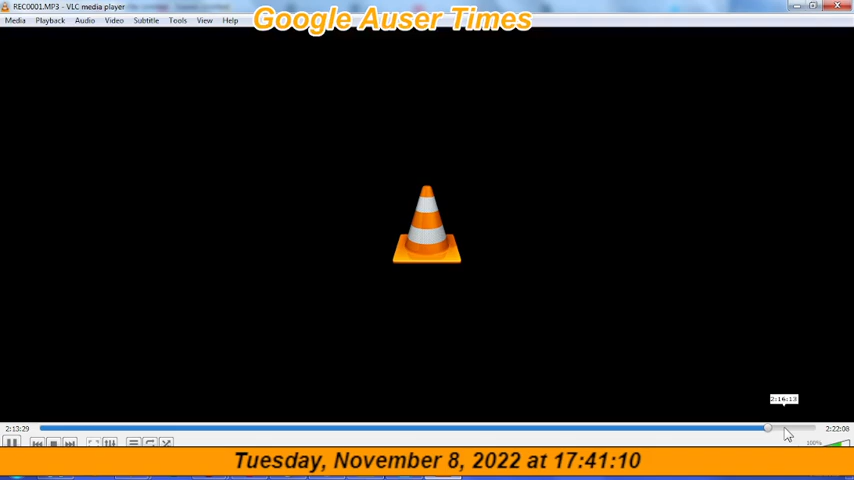 REC0001.MP3 - VLC media player
Media Playback Audio Video Subtitle Tools View Help
Google Auser Times
2:16:13
2:13:29
2:22:08
100%
Tuesday, November 8, 2022 at 17:41:10